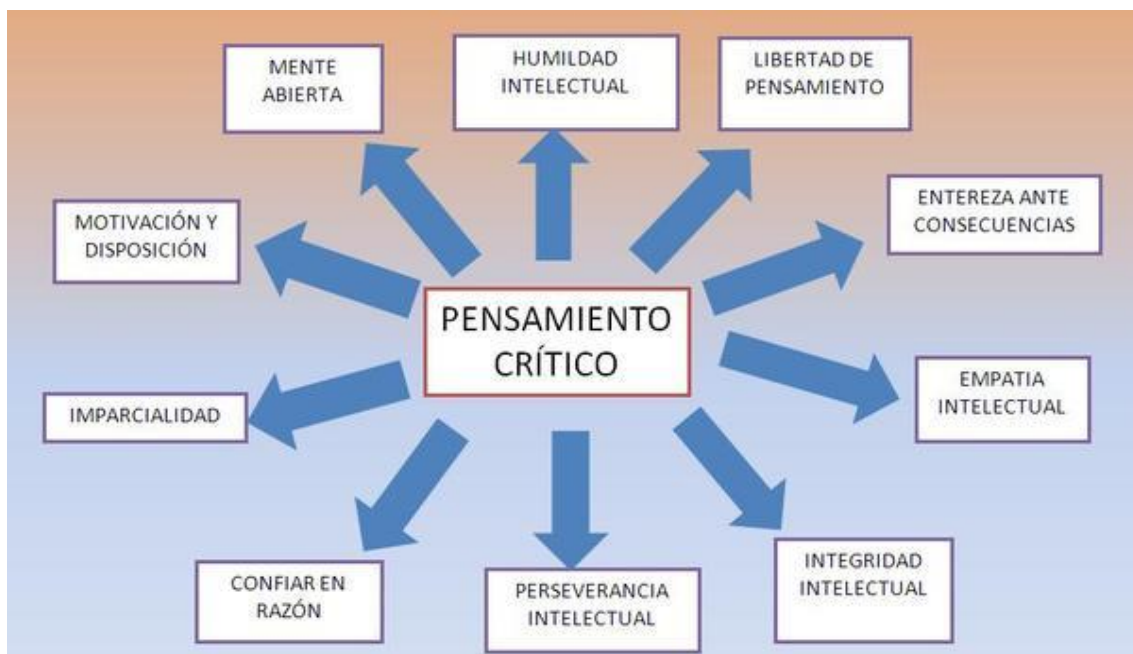 MENTE
ABIERTA
HUMILDAD
INTELECTUAL
LIBERTAD DE
PENSAMIENTO
MOTIVACIÓN Y
DISPOSICIÓN
ENTEREZA ANTE
CONSECUENCIAS
PENSAMIENTO
CRÍTICO
IMPARCIALIDAD
EMPATIA
INTELECTUAL
CONFIAR EN
RAZÓN
PERSEVERANCIA
INTELECTUAL
INTEGRIDAD
INTELECTUAL